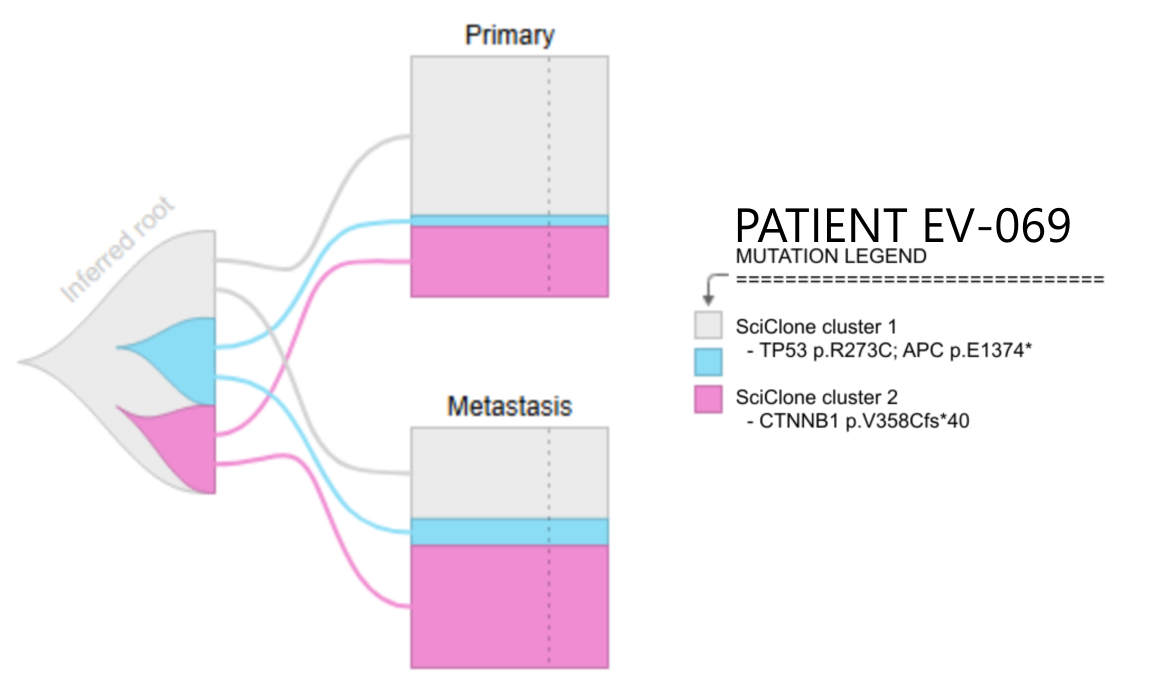 Primary
Inferred root
Metastasis
PATIENT EV-069
MUTATION LEGEND
==============================
SciClone cluster 1
- TP53 p.R273C; APC p.E1374*
SciClone cluster 2
- CTNNB1 p.V358Cfs*40